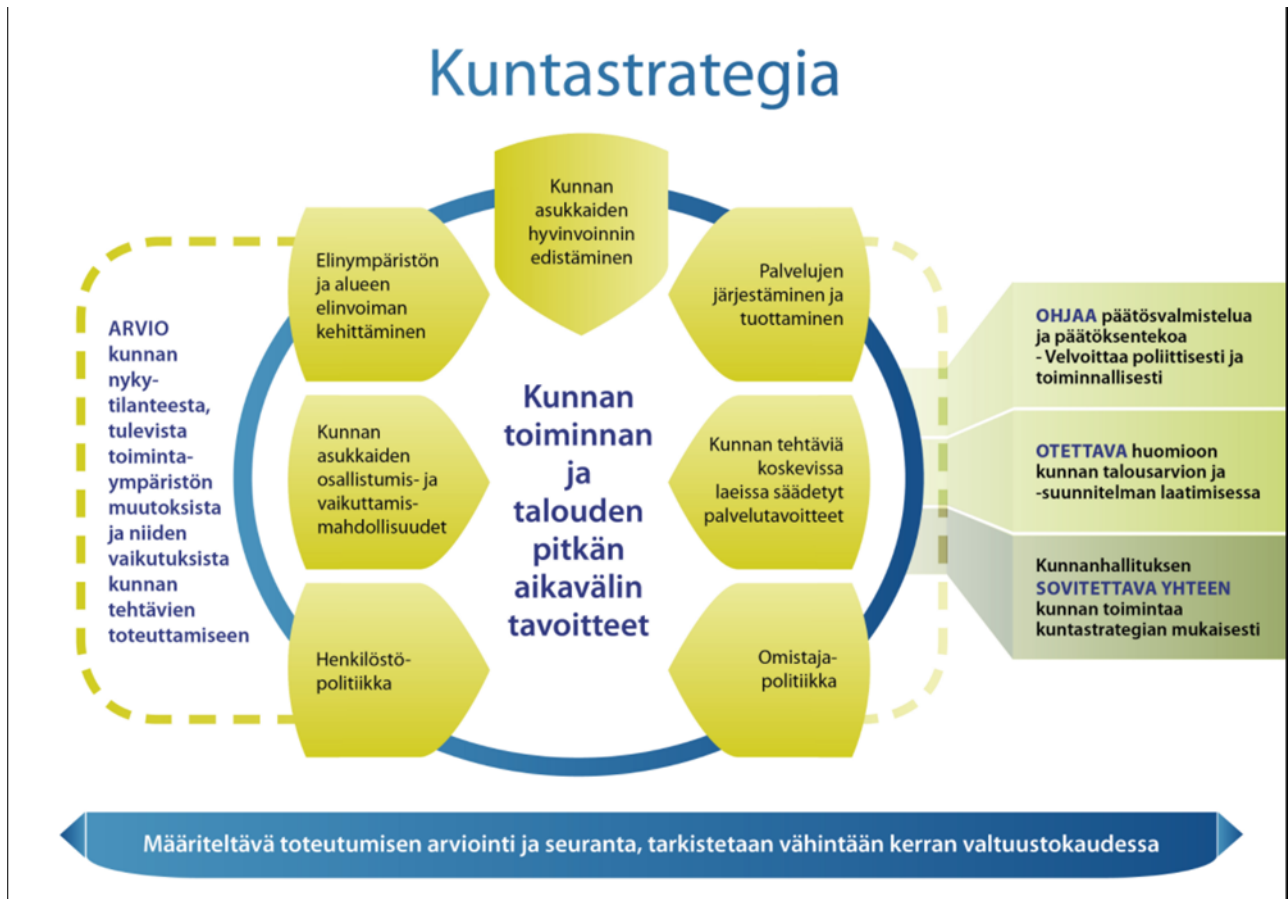 Kuntastrategia
Kunnan
asukkaiden
hyvinvoinnin
edistäminen
Elinympäristön
ja alueen
elinvoiman
kehittäminen
Palvelujen
järjestäminen ja
tuottaminen
ARVIO
kunnan
nyky-
tilanteesta,
tulevista
toiminta-
ympäristön
muutoksista
ja niiden
vaikutuksista
kunnan
tehtävien
toteuttamiseen
Kunnan
asukkaiden
osallistumis- ja
vaikuttamis-
mahdollisuudet
Kunnan
toiminnan
ja
talouden
pitkän
aikavälin
tavoitteet
Kunnan tehtäviä
koskevissa
laeissa säädetyt
palvelutavoitteet
Henkilöstö-
politiikka
Omistaja-
politiikka
OHJAA päätösvalmistelua
ja päätöksentekoa
- Velvoittaa poliittisesti ja
toiminnallisesti
OTETTAVA huomioon
kunnan talousarvion ja
-suunnitelman laatimisessa
Kunnanhallituksen
SOVITETTAVA YHTEEN
kunnan toimintaa
kuntastrategian mukaisesti
Määriteltävä toteutumisen arviointi ja seuranta, tarkistetaan vähintään kerran valtuustokaudessa